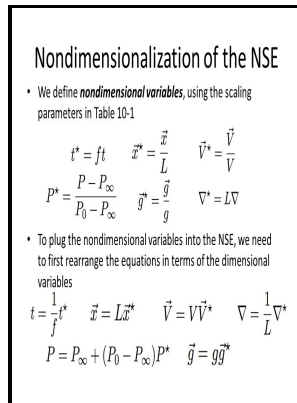 Nondimensionalization of the NSE
• We define nondimensional variables, using the scaling
parameters in Table 10-1
t* = ft    x⃗* = x⃗/L    V⃗* = V⃗/V
P* = (P − P∞)/(P₀ − P∞)    g⃗* = g⃗/g    ∇* = L∇
• To plug the nondimensional variables into the NSE, we need
to first rearrange the equations in terms of the dimensional
variables
t = (1/f)t*    x⃗ = Lx⃗*    V⃗ = VV⃗*    ∇ = (1/L)∇*
P = P∞ + (P₀ − P∞)P*    g⃗ = gg⃗*